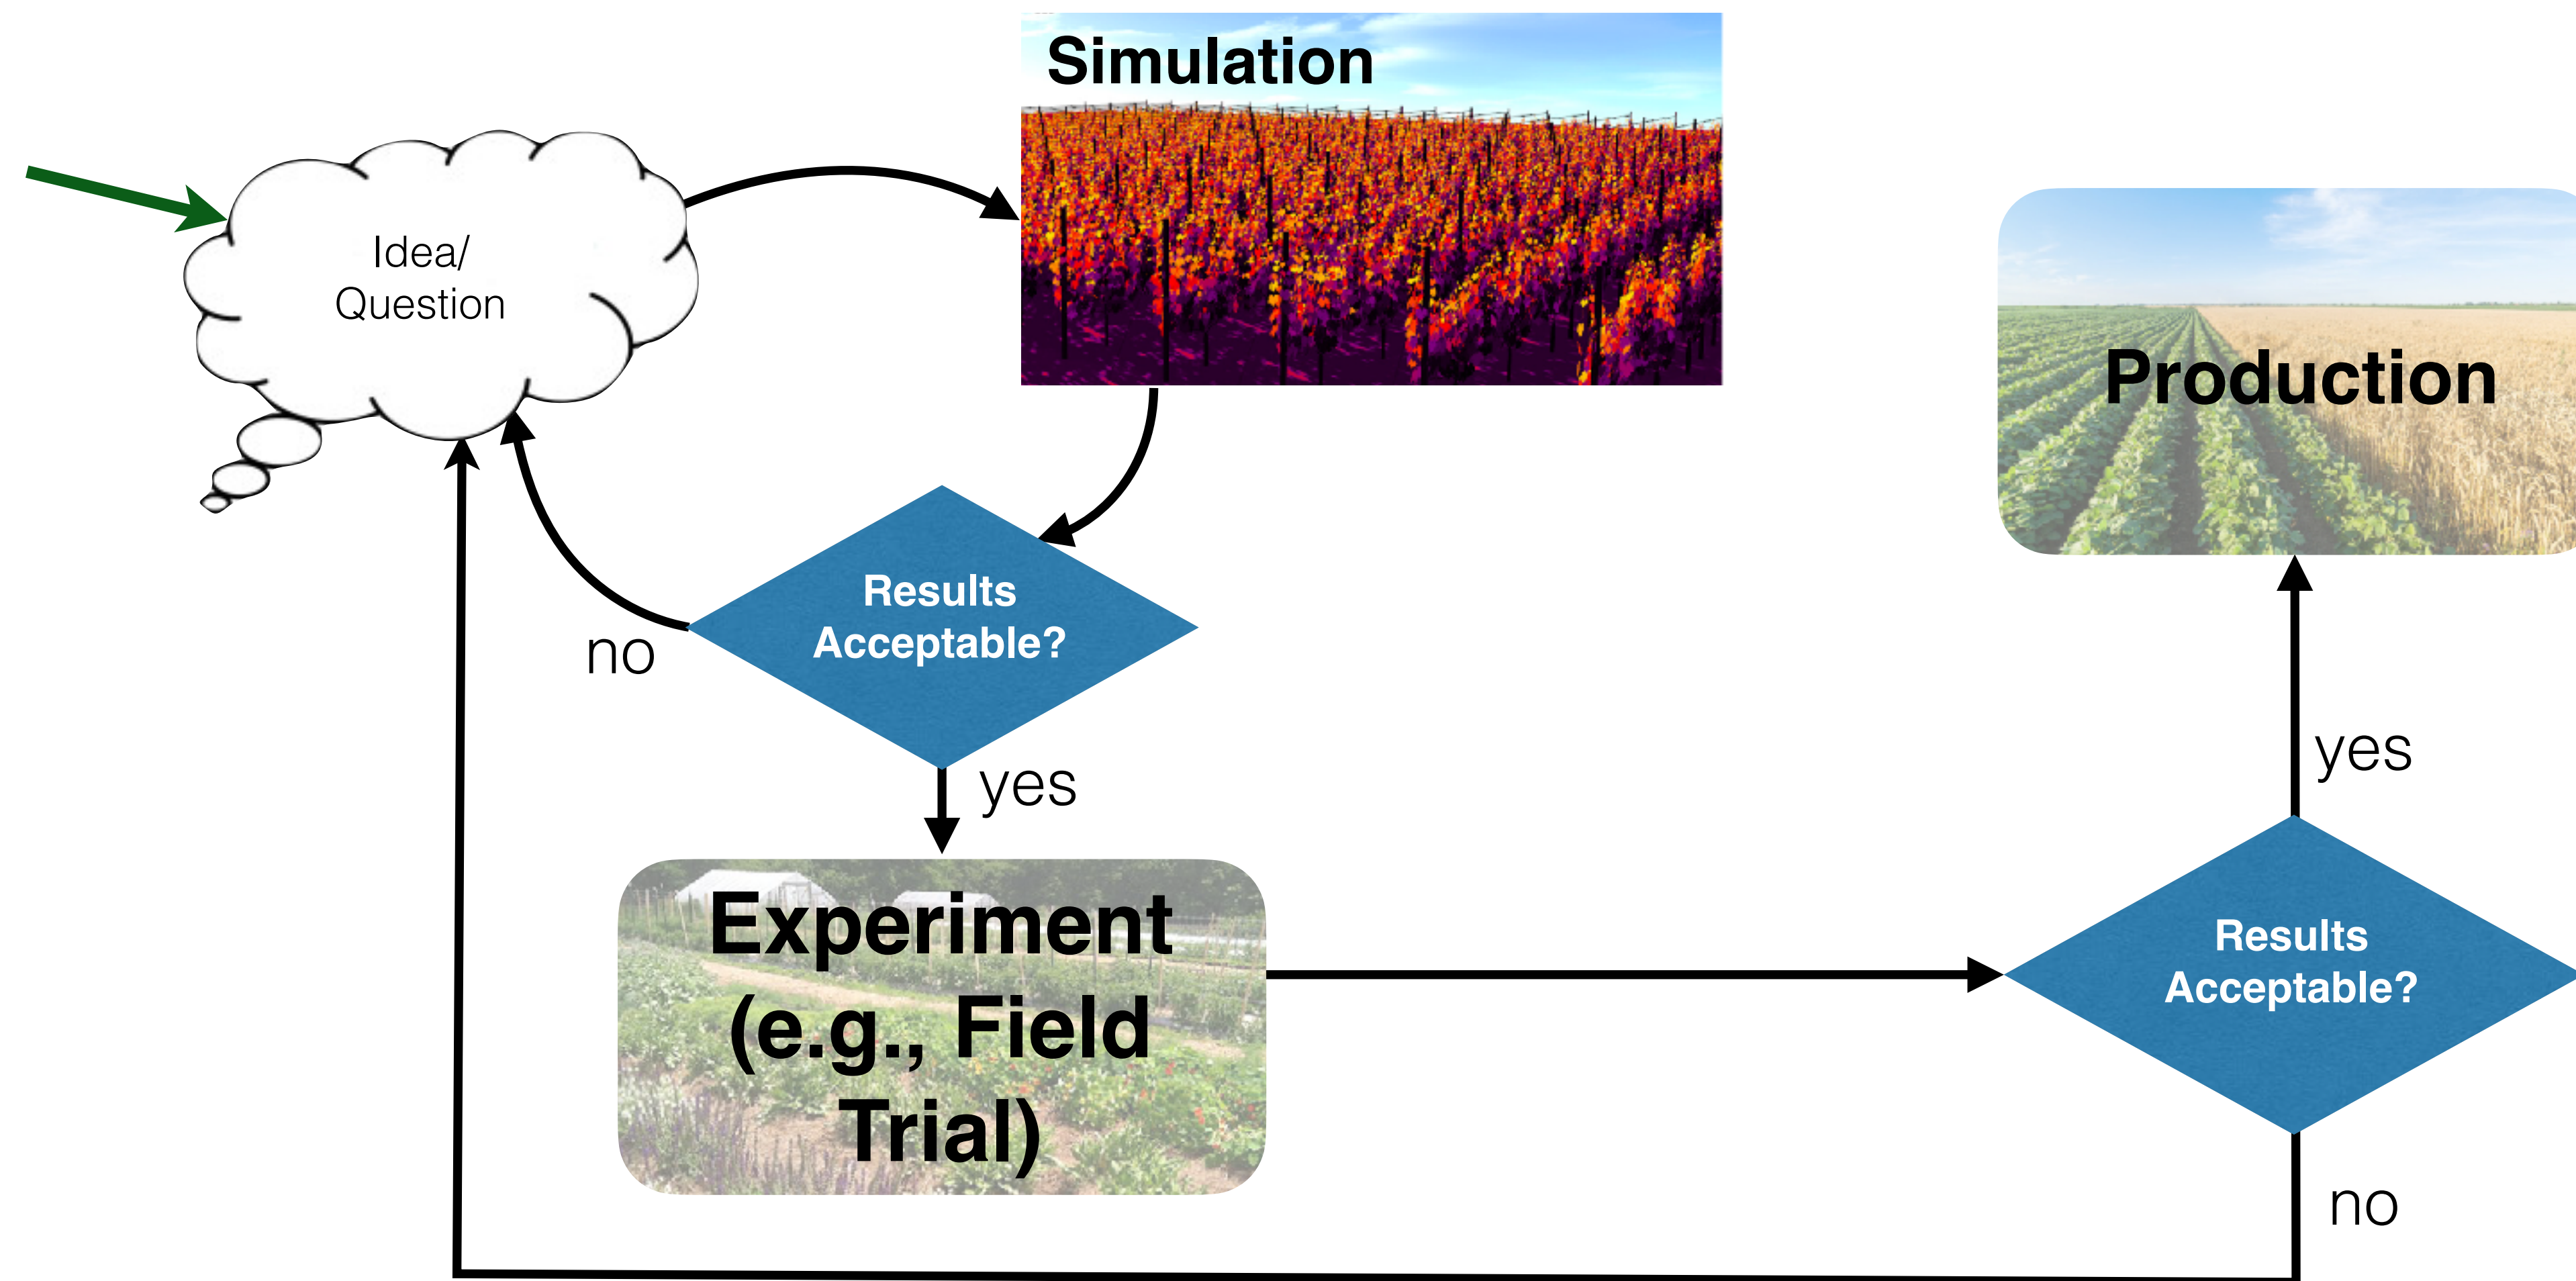 Simulation
Idea/
Question
Production
Results
Acceptable?
no
yes
Experiment
(e.g., Field
Trial)
yes
Results
Acceptable?
no